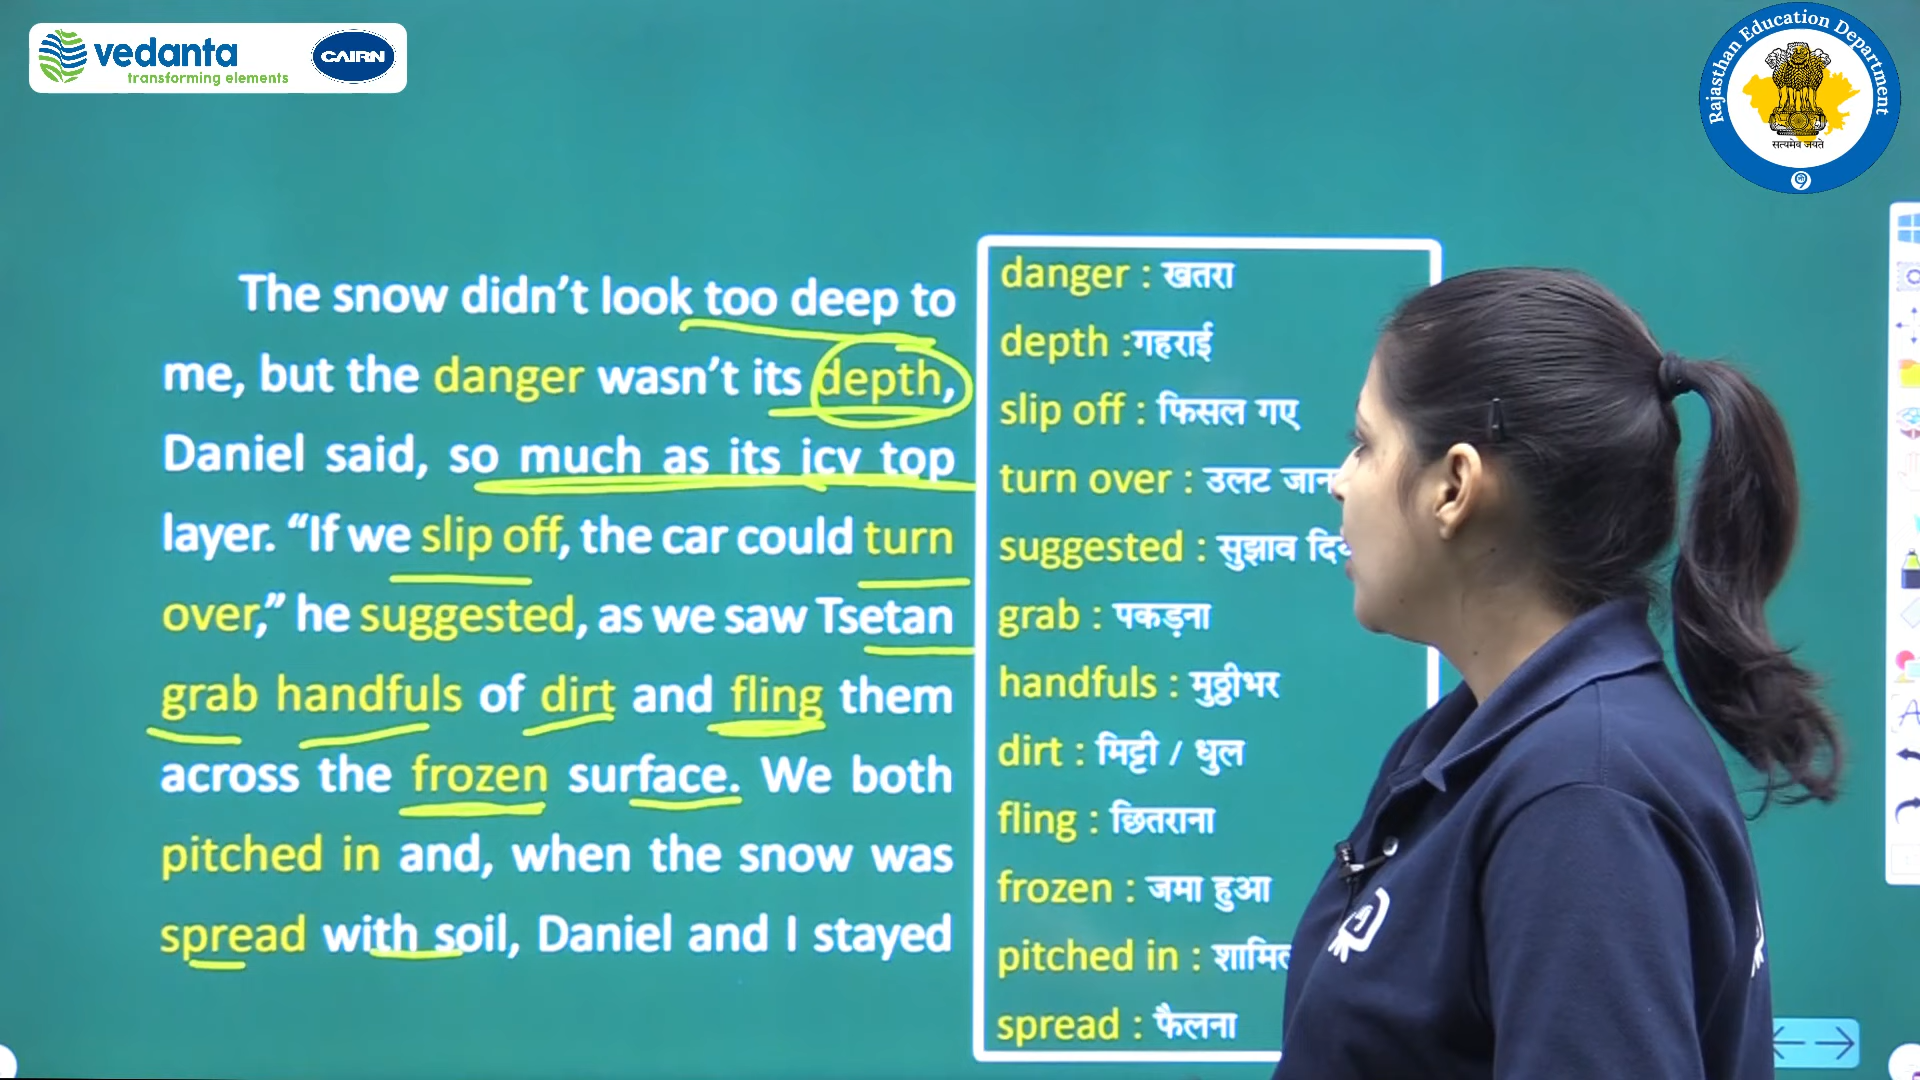 vedanta
transforming elements
CAIRN
Rajasthan Education Department
सत्यमेव जयते
The snow didn’t look too deep to
me, but the danger wasn’t its depth,
Daniel said, so much as its icy top
layer. “If we slip off, the car could turn
over,” he suggested, as we saw Tsetan
grab handfuls of dirt and fling them
across the frozen surface. We both
pitched in and, when the snow was
spread with soil, Daniel and I stayed
danger : खतरा
depth :गहराई
slip off : फिसल गए
turn over : उलट
suggested : सुझाव
grab : पकड़ना
handfuls : मुठ्ठीभर
dirt : मिट्टी / धुल
fling : छितराना
frozen : जमा हुआ
pitched in :
spread : फैलना